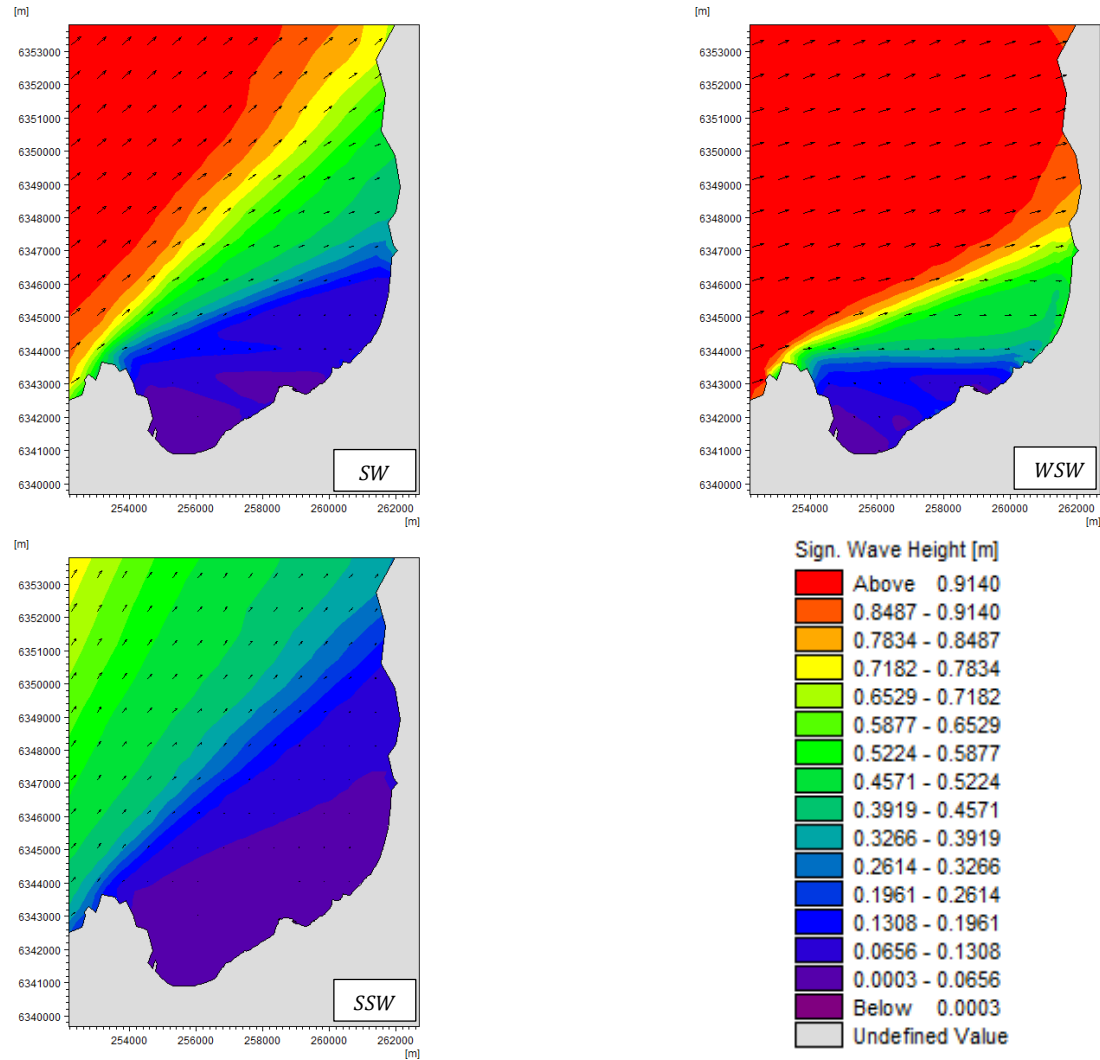 [m]
6353000
6352000
6351000
6350000
6349000
6348000
6347000
6346000
6345000
6344000
6343000
6342000
6341000
6340000
SW
254000 256000 258000 260000 262000
[m]
[m]
6353000
6352000
6351000
6350000
6349000
6348000
6347000
6346000
6345000
6344000
6343000
6342000
6341000
6340000
WSW
254000 256000 258000 260000 262000
[m]
[m]
6353000
6352000
6351000
6350000
6349000
6348000
6347000
6346000
6345000
6344000
6343000
6342000
6341000
6340000
SSW
254000 256000 258000 260000 262000
[m]
Sign. Wave Height [m]
Above 0.9140
0.8487 - 0.9140
0.7834 - 0.8487
0.7182 - 0.7834
0.6529 - 0.7182
0.5877 - 0.6529
0.5224 - 0.5877
0.4571 - 0.5224
0.3919 - 0.4571
0.3266 - 0.3919
0.2614 - 0.3266
0.1961 - 0.2614
0.1308 - 0.1961
0.0656 - 0.1308
0.0003 - 0.0656
Below 0.0003
Undefined Value